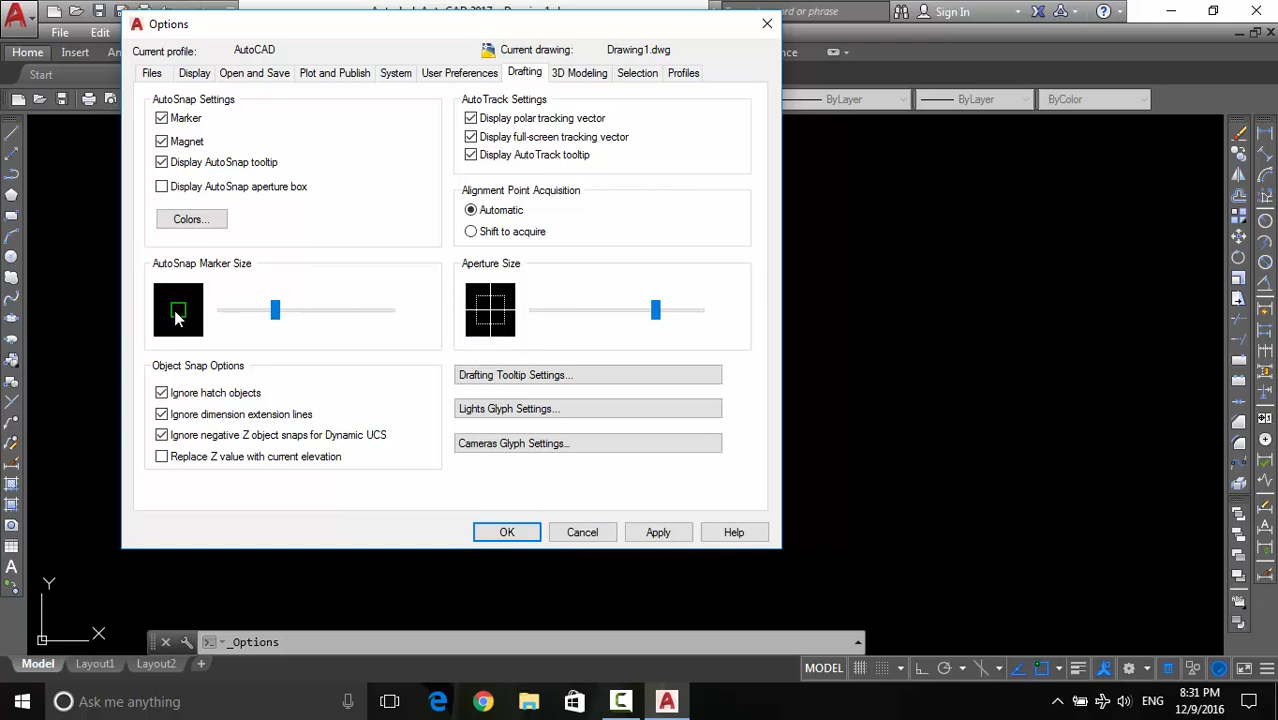 or phrase
Sign In
Options
File
Edit
Current profile:
AutoCAD
Current drawing:
Drawing1.dwg
Home
Insert
Start
Files
Display
Open and Save
Plot and Publish
System
User Preferences
Drafting
3D Modeling
Selection
Profiles
AutoSnap Settings
Marker
Magnet
Display AutoSnap tooltip
Display AutoSnap aperture box
Colors...
AutoTrack Settings
Display polar tracking vector
Display full-screen tracking vector
Display AutoTrack tooltip
Alignment Point Acquisition
Automatic
Shift to acquire
ByLayer
ByLayer
ByColor
AutoSnap Marker Size
Aperture Size
Object Snap Options
Ignore hatch objects
Ignore dimension extension lines
Ignore negative Z object snaps for Dynamic UCS
Replace Z value with current elevation
Drafting Tooltip Settings...
Lights Glyph Settings...
Cameras Glyph Settings...
OK
Cancel
Apply
Help
Y
X
_Options
Model
Layout1
Layout2
MODEL
Ask me anything
ENG
8:31 PM
12/9/2016